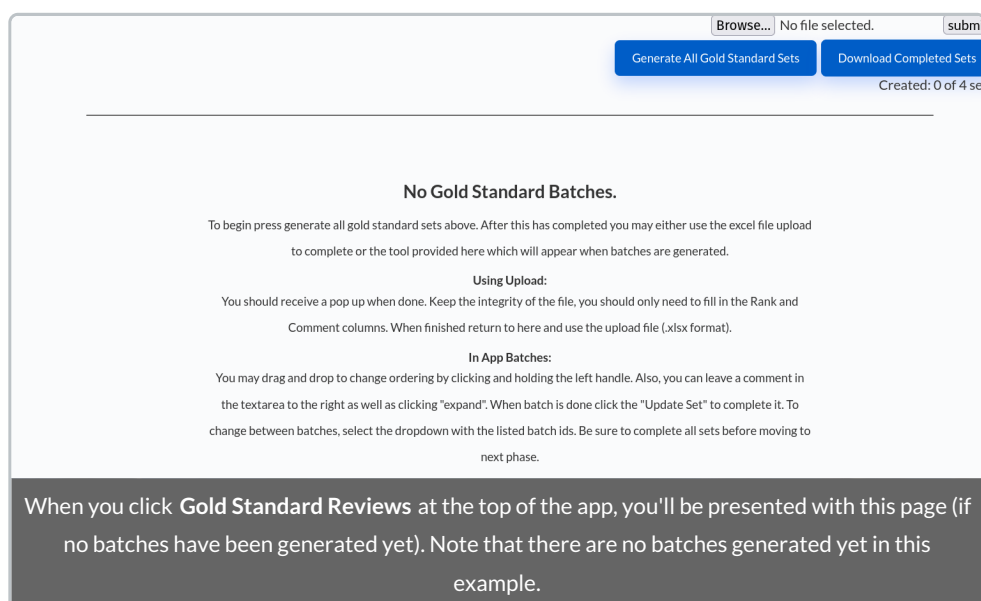 Browse... No file selected. subm
Generate All Gold Standard Sets Download Completed Sets
Created: 0 of 4 se
No Gold Standard Batches.
To begin press generate all gold standard sets above. After this has completed you may either use the excel file upload
to complete or the tool provided here which will appear when batches are generated.
Using Upload:
You should receive a pop up when done. Keep the integrity of the file, you should only need to fill in the Rank and
Comment columns. When finished return to here and use the upload file (.xlsx format).
In App Batches:
You may drag and drop to change ordering by clicking and holding the left handle. Also, you can leave a comment in
the textarea to the right as well as clicking "expand". When batch is done click the "Update Set" to complete it. To
change between batches, select the dropdown with the listed batch ids. Be sure to complete all sets before moving to
next phase.
When you click Gold Standard Reviews at the top of the app, you'll be presented with this page (if
no batches have been generated yet). Note that there are no batches generated yet in this
example.